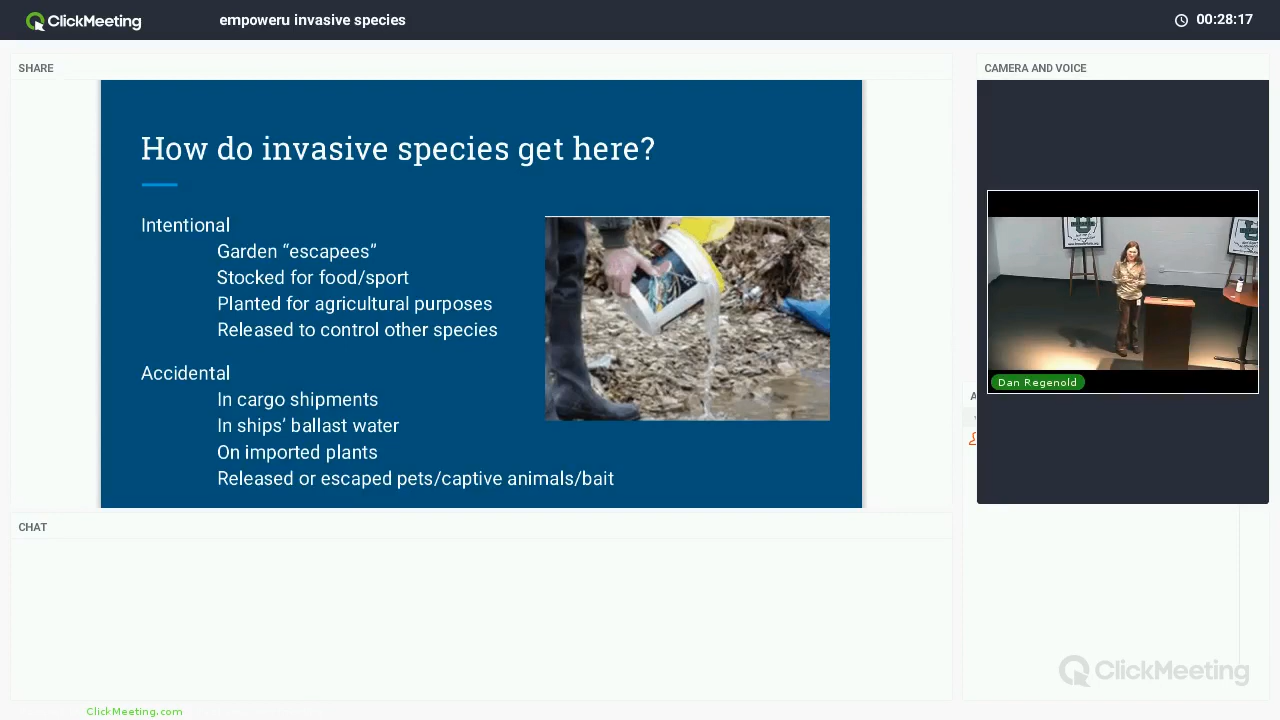 ClickMeeting
empoweru invasive species
00:28:17
SHARE
How do invasive species get here?
Intentional
Garden “escapees”
Stocked for food/sport
Planted for agricultural purposes
Released to control other species
Accidental
In cargo shipments
In ships’ ballast water
On imported plants
Released or escaped pets/captive animals/bait
CAMERA AND VOICE
Dan Regenold
CHAT
ClickMeeting
ClickMeeting.com